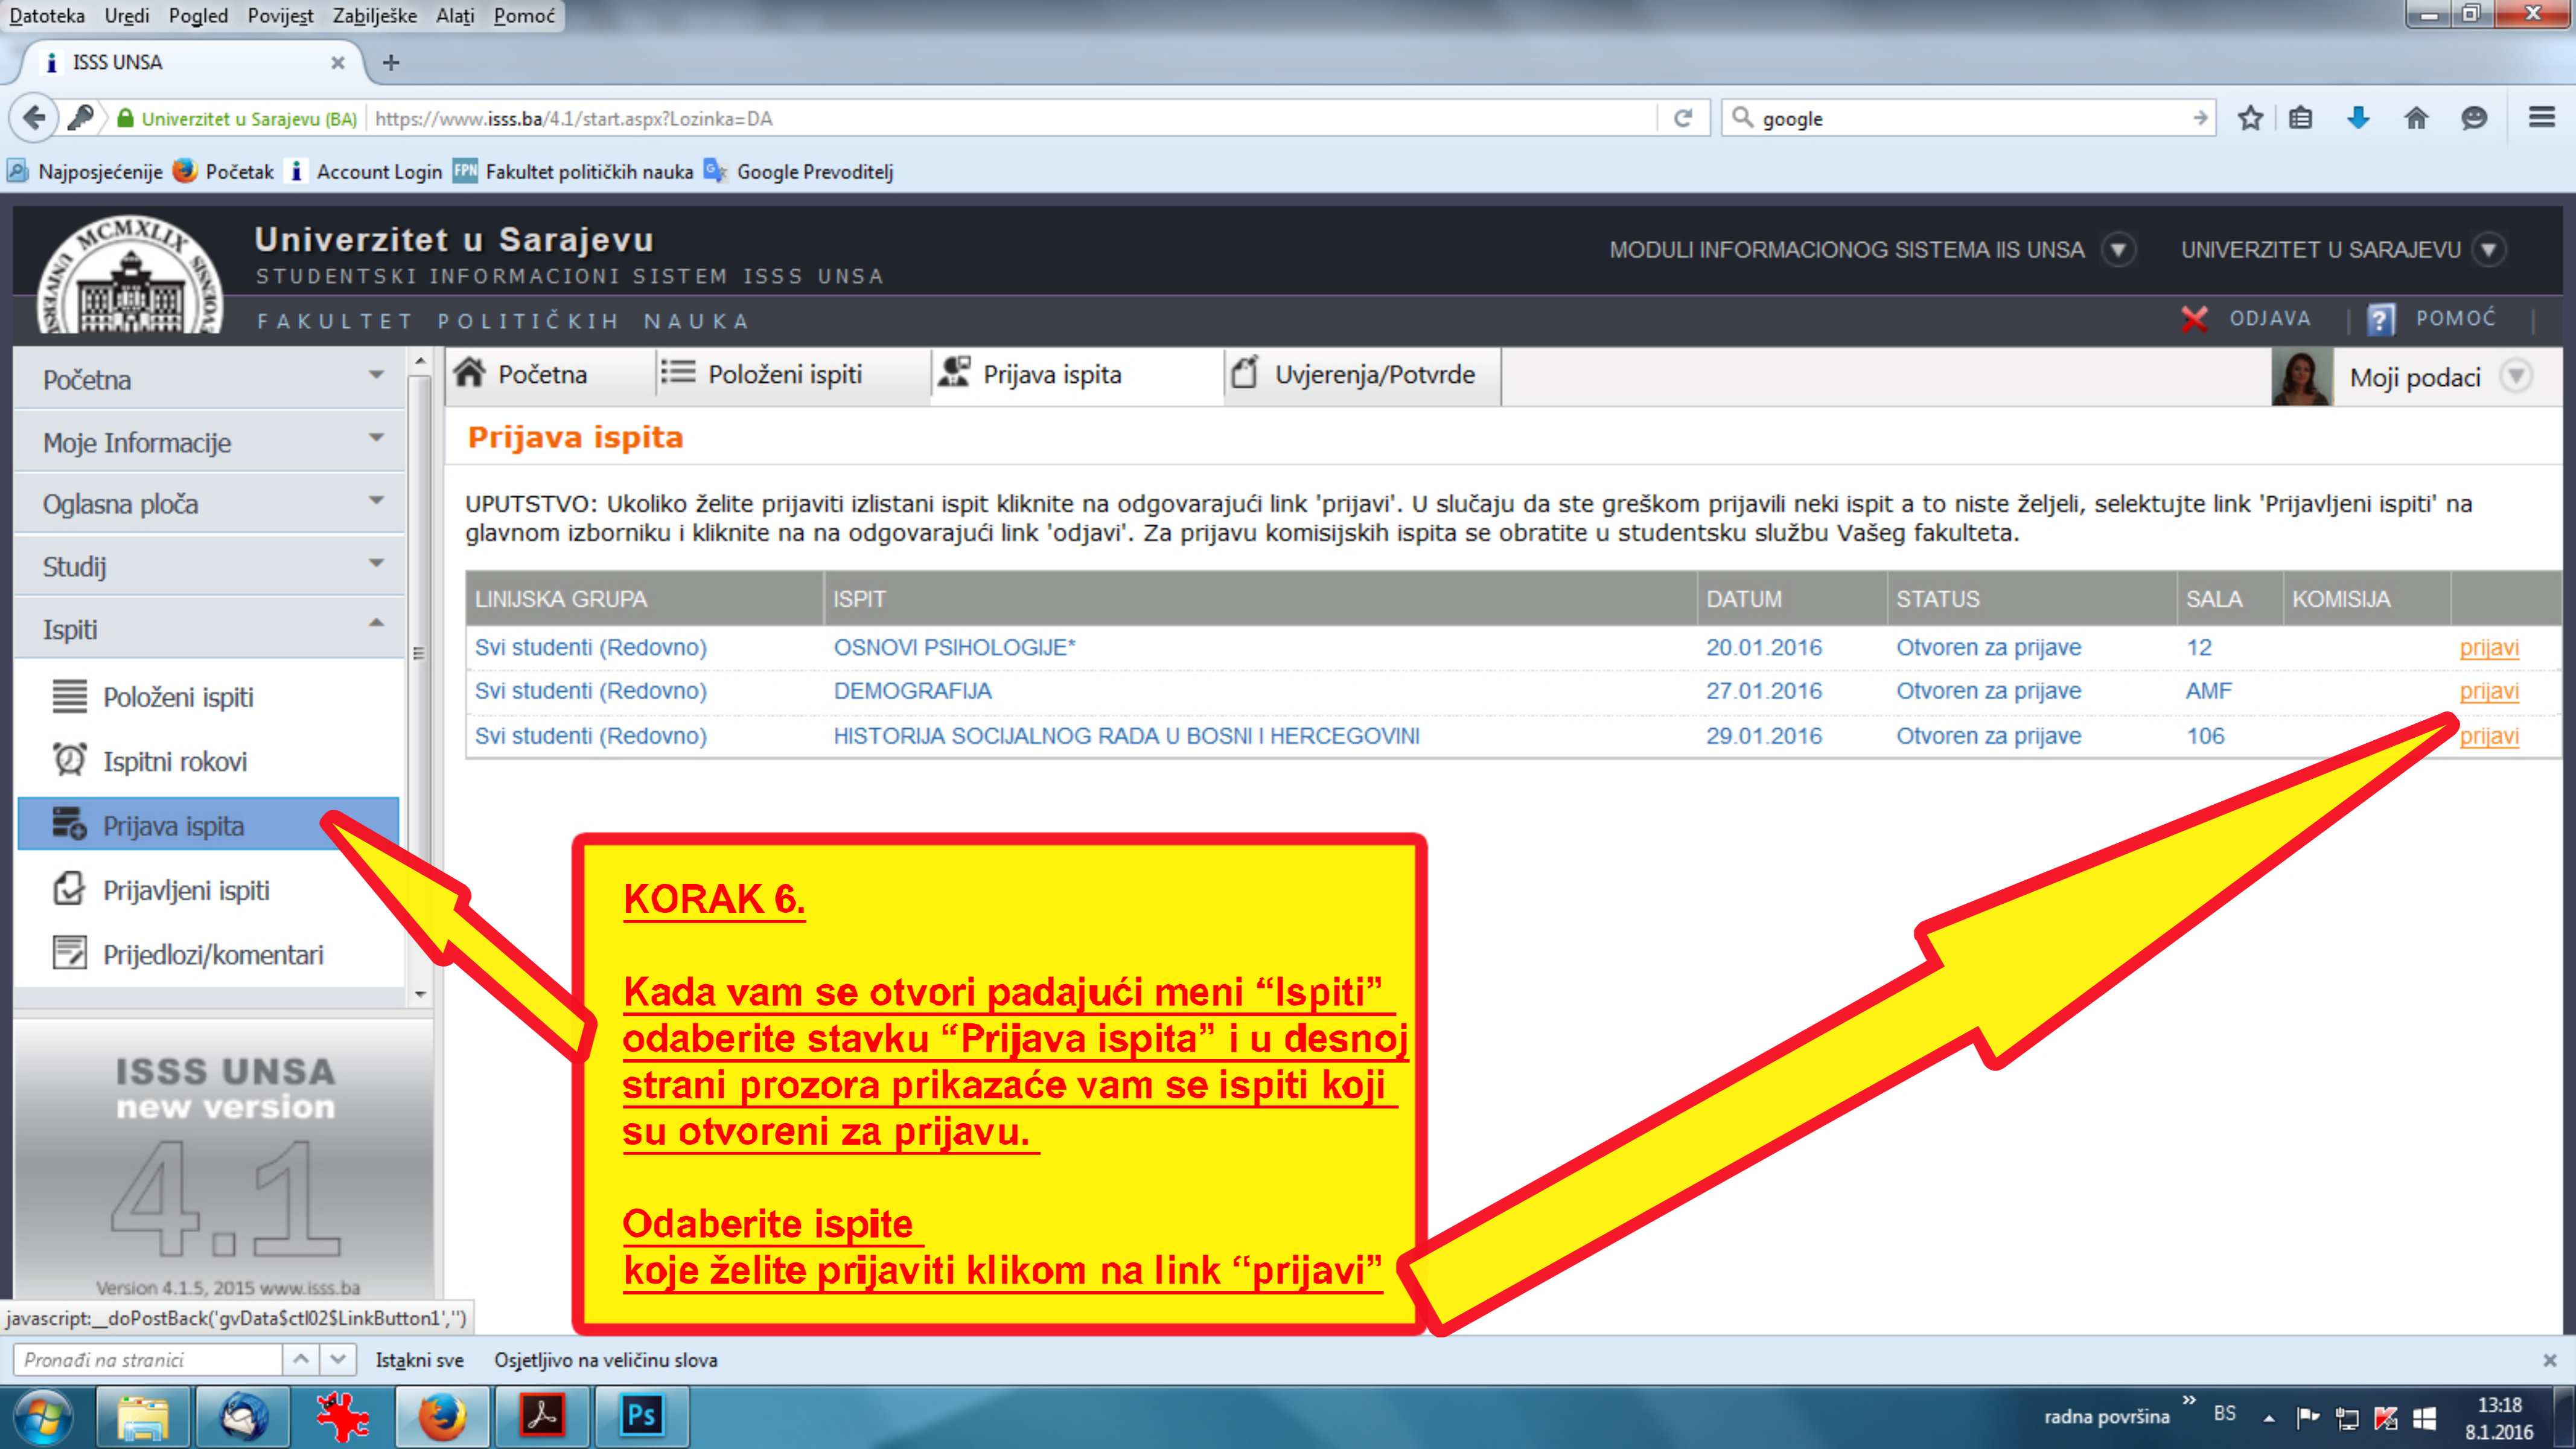 Datoteka Uredi Pogled Povijest Zabilješke Alati Pomoć
ISSS UNSA
Univerzitet u Sarajevu (BA) https://www.isss.ba/4.1/start.aspx?Lozinka=DA google
Najposjećenije Početak Account Login FPN Fakultet političkih nauka Google Prevoditelj
Univerzitet u Sarajevu
STUDENTSKI INFORMACIONI SISTEM ISSS UNSA
MODULI INFORMACIONOG SISTEMA IIS UNSA UNIVERZITET U SARAJEVU
FAKULTET POLITIČKIH NAUKA
ODJAVA | ? POMOĆ |
MCMXLIX
Početna
Moje Informacije
Oglasna ploča
Studij
Ispiti
Položeni ispiti
Ispitni rokovi
Prijava ispita
Prijavljeni ispiti
Prijedlozi/komentari
ISSS UNSA
new version
4.1
Version 4.1.5, 2015 www.isss.ba
javascript:__doPostBack('gvData$ctl02$LinkButton1','')
Početna Položeni ispiti Prijava ispita Uvjerenja/Potvrde Moji podaci
Prijava ispita
UPUTSTVO: Ukoliko želite prijaviti izlistani ispit kliknite na odgovarajući link 'prijavi'. U slučaju da ste greškom prijavili neki ispit a to niste željeli, selektujte link 'Prijavljeni ispiti' na
glavnom izborniku i kliknite na na odgovarajući link 'odjavi'. Za prijavu komisijskih ispita se obratite u studentsku službu Vašeg fakulteta.
LINIJSKA GRUPA ISPIT DATUM STATUS SALA KOMISIJA
Svi studenti (Redovno) OSNOVI PSIHOLOGIJE* 20.01.2016 Otvoren za prijave 12 prijavi
Svi studenti (Redovno) DEMOGRAFIJA 27.01.2016 Otvoren za prijave AMF prijavi
Svi studenti (Redovno) HISTORIJA SOCIJALNOG RADA U BOSNI I HERCEGOVINI 29.01.2016 Otvoren za prijave 106 prijavi
KORAK 6.
Kada vam se otvori padajući meni “Ispiti”
odaberite stavku “Prijava ispita” i u desnoj
strani prozora prikazaće vam se ispiti koji
su otvoreni za prijavu.
Odaberite ispite
koje želite prijaviti klikom na link “prijavi”
Pronađi na stranici Istakni sve Osjetljivo na veličinu slova
Ps
radna površina » BS 13:18
8.1.2016